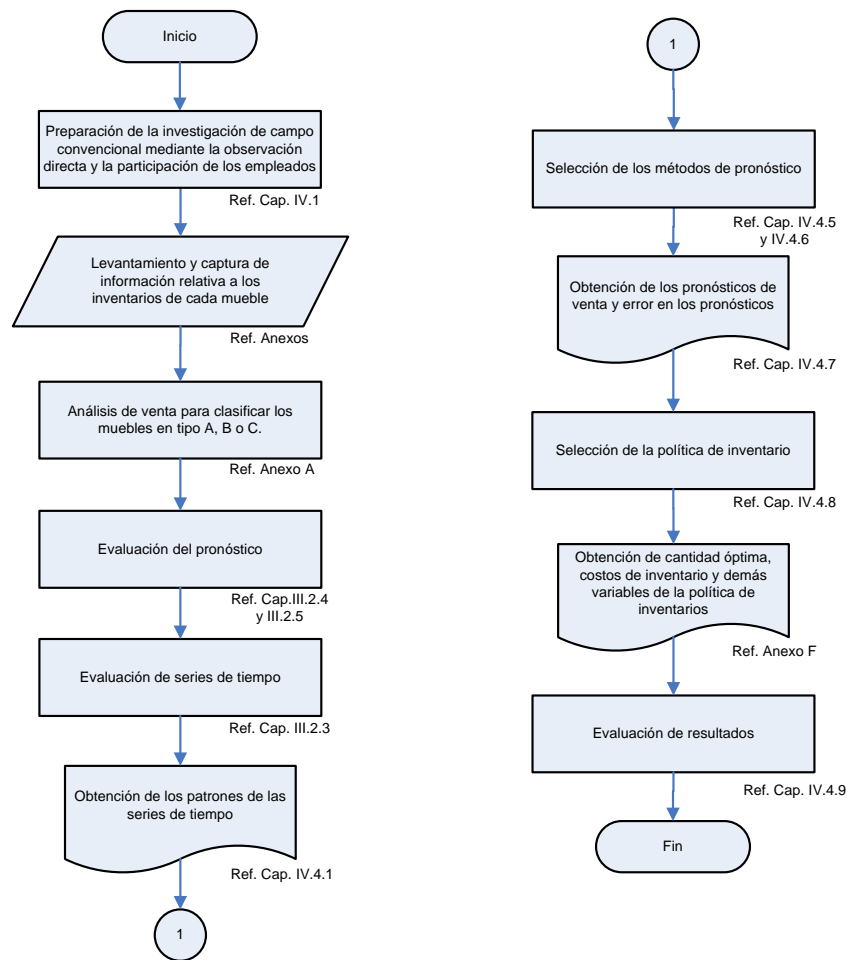 Inicio
Preparación de la investigación de campo
convencional mediante la observación
directa y la participación de los empleados
Ref. Cap. IV.1
Levantamiento y captura de
información relativa a los
inventarios de cada mueble
Ref. Anexos
Análisis de venta para clasificar los
muebles en tipo A, B o C.
Ref. Anexo A
Evaluación del pronóstico
Ref. Cap.III.2.4
y III.2.5
Evaluación de series de tiempo
Ref. Cap. III.2.3
Obtención de los patrones de las
series de tiempo
Ref. Cap. IV.4.1
1
1
Selección de los métodos de pronóstico
Ref. Cap. IV.4.5
y IV.4.6
Obtención de los pronósticos de
venta y error en los pronósticos
Ref. Cap. IV.4.7
Selección de la política de inventario
Ref. Cap. IV.4.8
Obtención de cantidad óptima,
costos de inventario y demás
variables de la política de
inventarios
Ref. Anexo F
Evaluación de resultados
Ref. Cap. IV.4.9
Fin